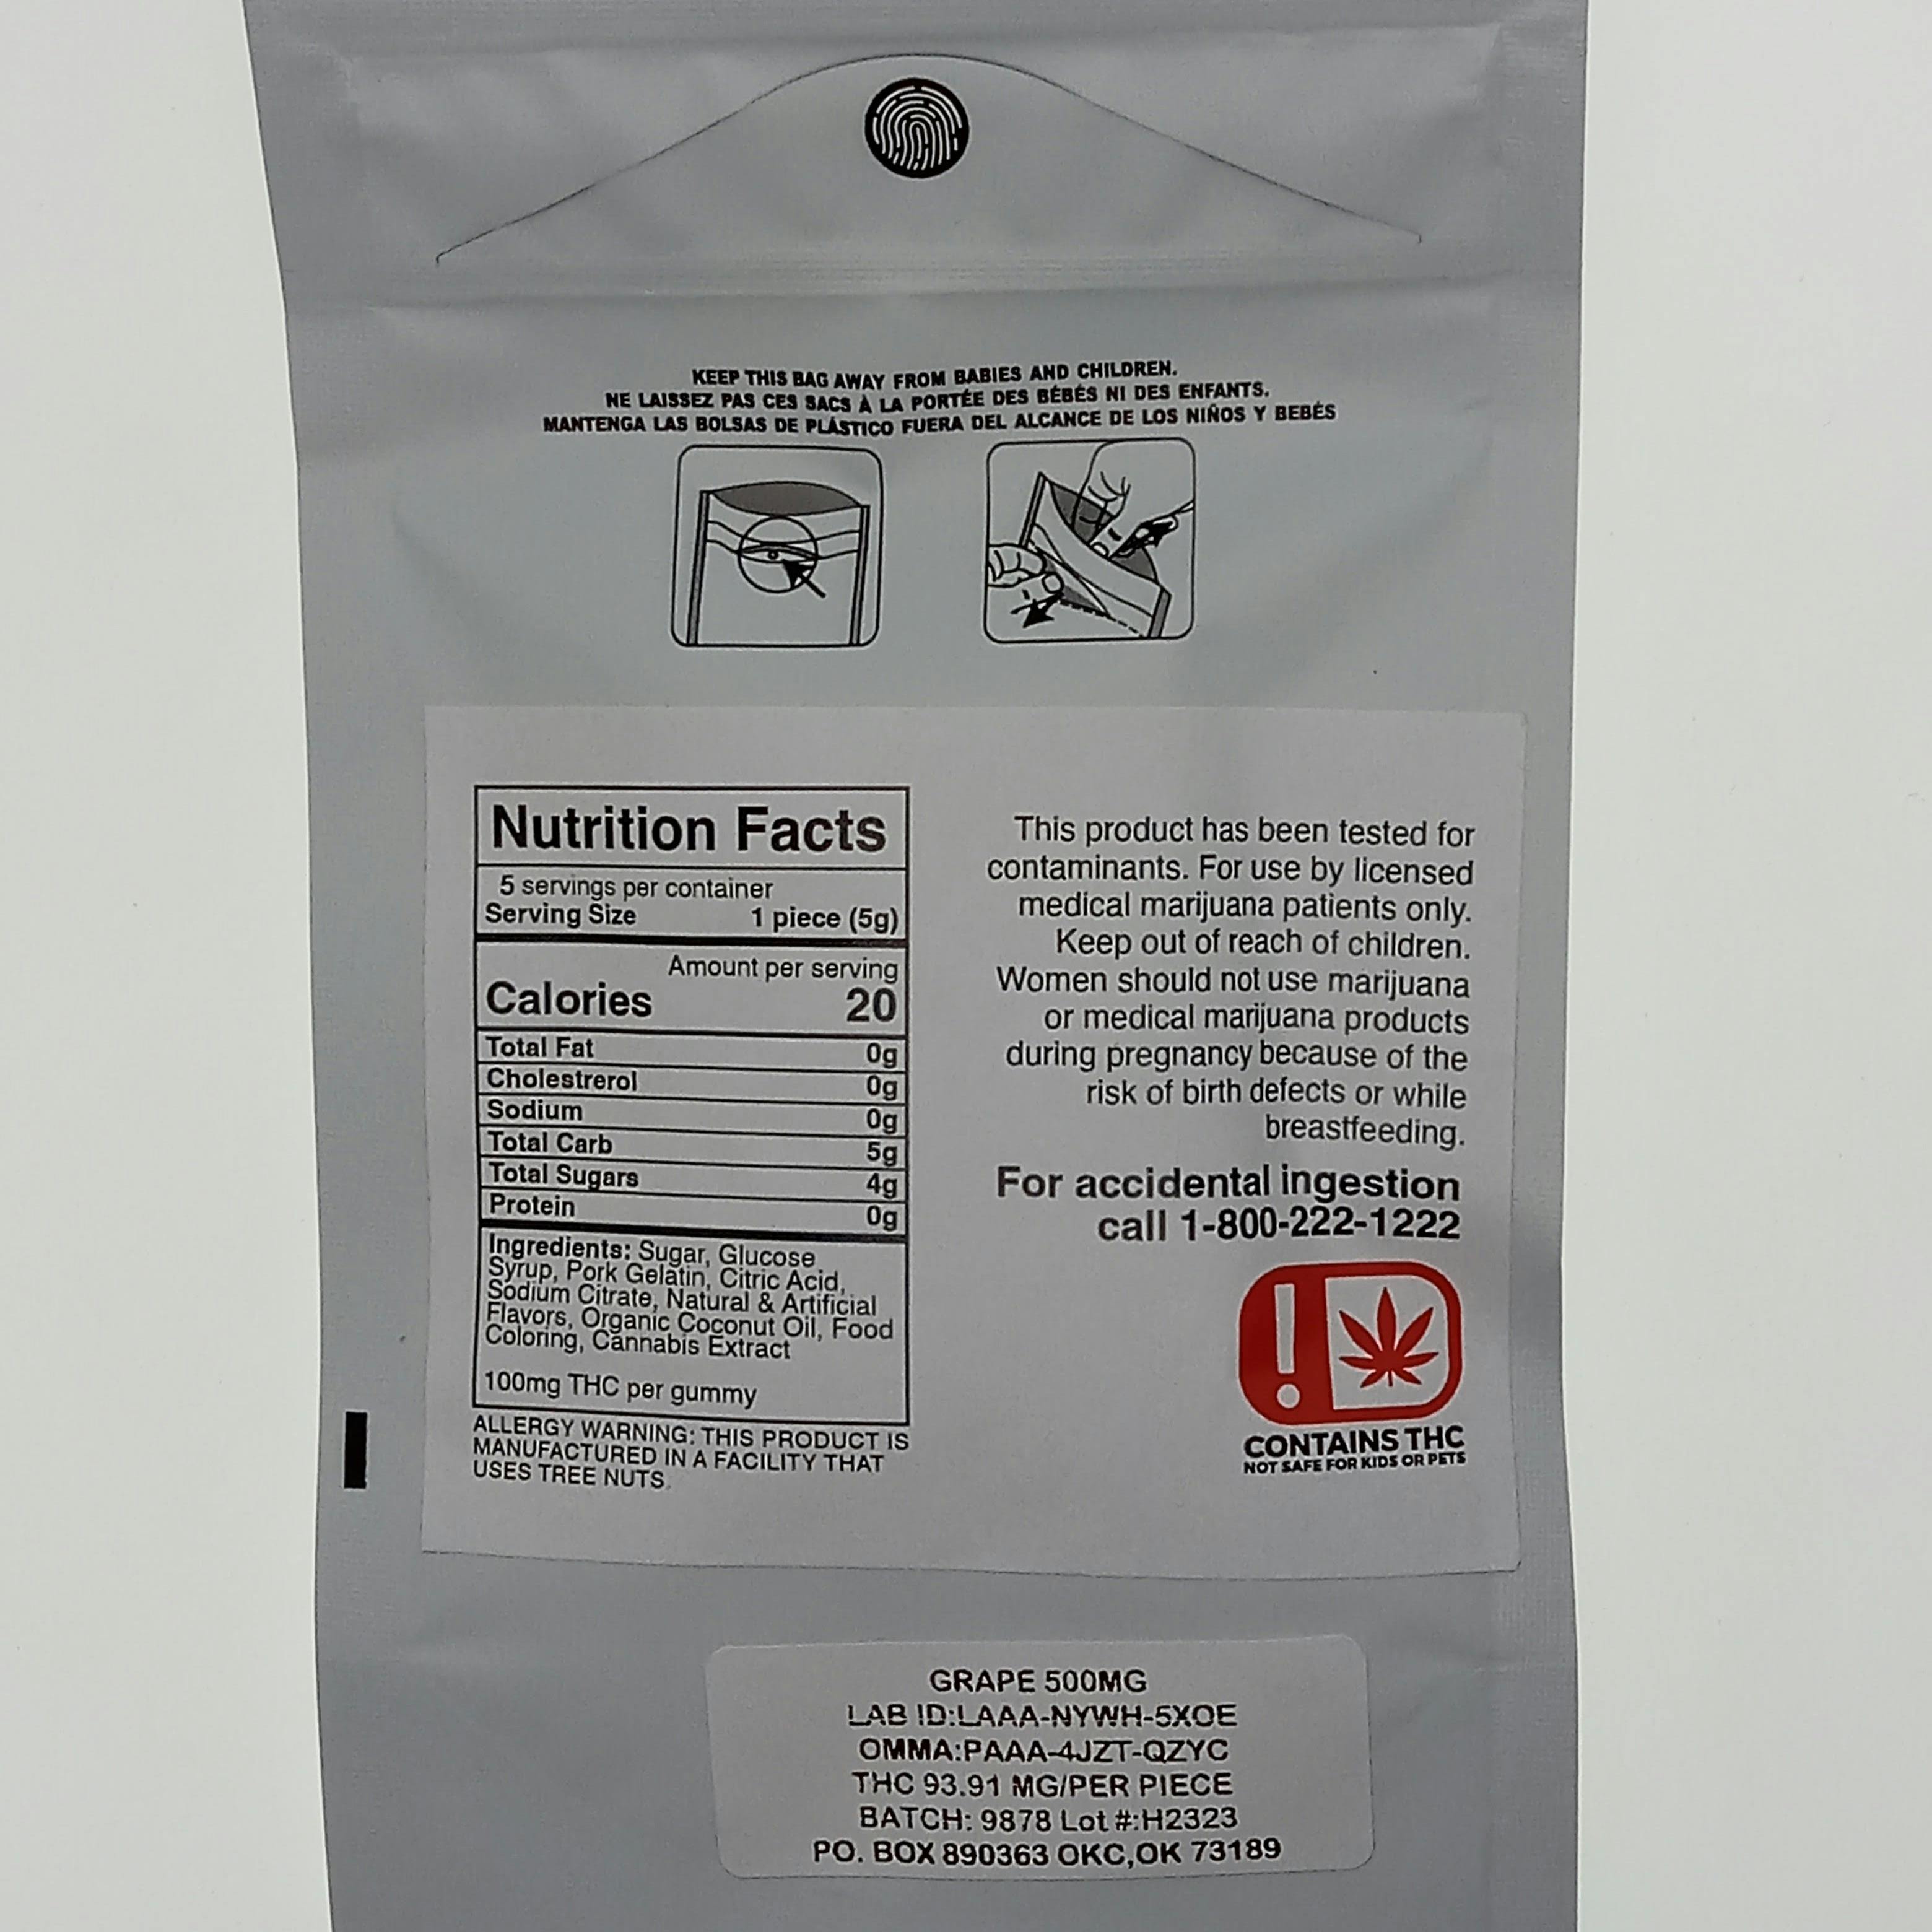 KEEP THIS BAG AWAY FROM BABIES AND CHILDREN.
NE LAISSEZ PAS CES SACS À LA PORTÉE DES BÉBÉS NI DES ENFANTS.
MANTENGA LAS BOLSAS DE PLÁSTICO FUERA DEL ALCANCE DE LOS NIÑOS Y BEBÉS
Nutrition Facts
5 servings per container
Serving Size 1 piece (5g)
Amount per serving
Calories 20
Total Fat 0g
Cholestrerol 0g
Sodium 0g
Total Carb 5g
Total Sugars 4g
Protein 0g
Ingredients: Sugar, Glucose
Syrup, Pork Gelatin, Citric Acid,
Sodium Citrate, Natural & Artificial
Flavors, Organic Coconut Oil, Food
Coloring, Cannabis Extract
100mg THC per gummy
ALLERGY WARNING: THIS PRODUCT IS
MANUFACTURED IN A FACILITY THAT
USES TREE NUTS.
This product has been tested for
contaminants. For use by licensed
medical marijuana patients only.
Keep out of reach of children.
Women should not use marijuana
or medical marijuana products
during pregnancy because of the
risk of birth defects or while
breastfeeding.
For accidental ingestion
call 1-800-222-1222
CONTAINS THC
NOT SAFE FOR KIDS OR PETS
GRAPE 500MG
LAB ID:LAAA-NYWH-5XOE
OMMA:PAAA-4JZT-QZYC
THC 93.91 MG/PER PIECE
BATCH: 9878 Lot #:H2323
PO. BOX 890363 OKC,OK 73189